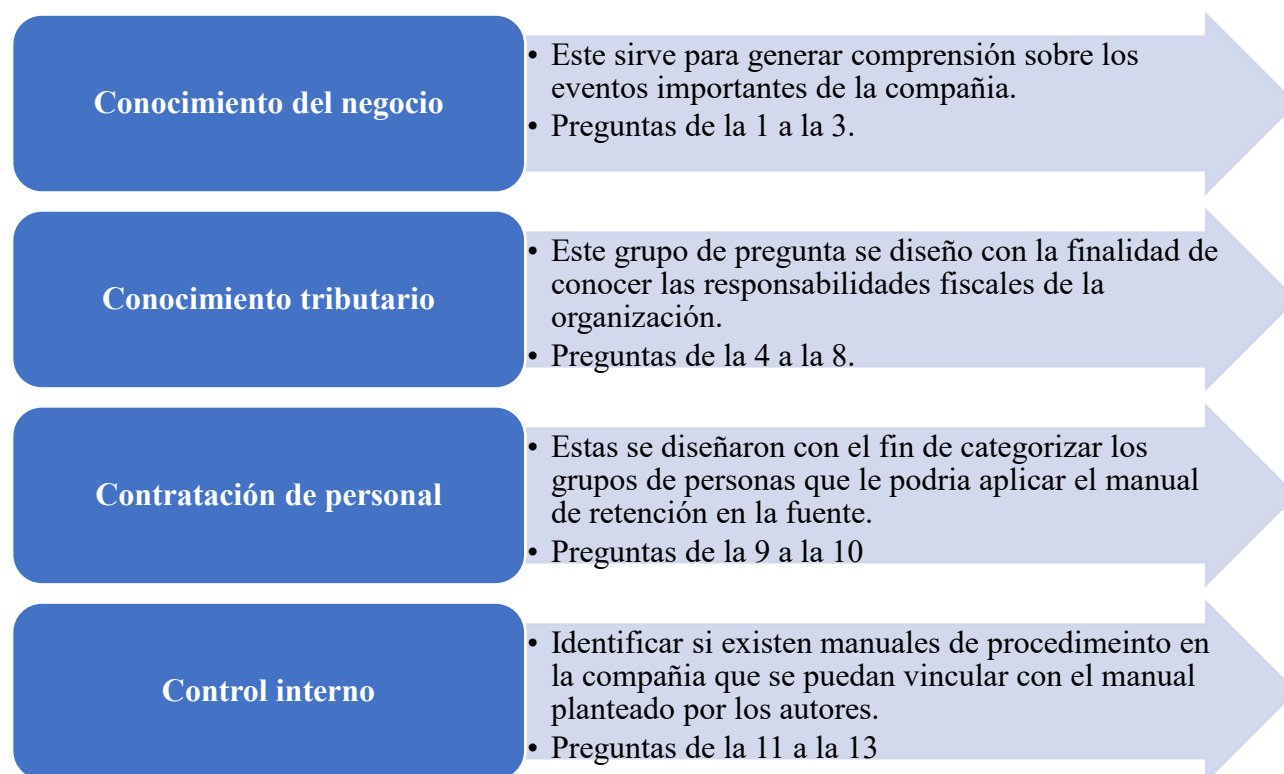 Conocimiento del negocio
• Este sirve para generar comprensión sobre los
eventos importantes de la compañia.
• Preguntas de la 1 a la 3.
Conocimiento tributario
• Este grupo de pregunta se diseño con la finalidad de
conocer las responsabilidades fiscales de la
organización.
• Preguntas de la 4 a la 8.
Contratación de personal
• Estas se diseñaron con el fin de categorizar los
grupos de personas que le podria aplicar el manual
de retención en la fuente.
• Preguntas de la 9 a la 10
Control interno
• Identificar si existen manuales de procedimeinto en
la compañia que se puedan vincular con el manual
planteado por los autores.
• Preguntas de la 11 a la 13